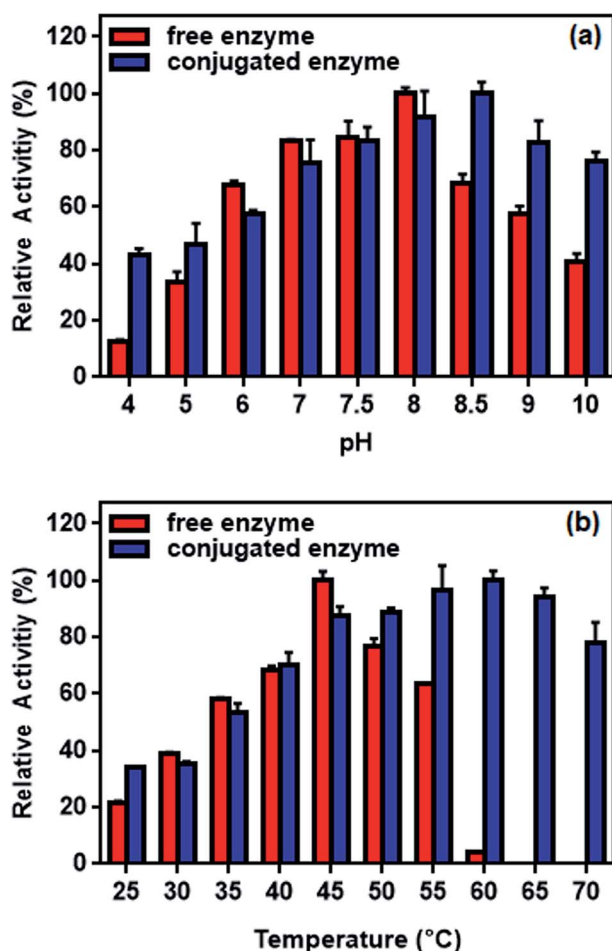 (a)
free enzyme
conjugated enzyme
120
100
80
60
40
20
0
Relative Activitiy (%)
4 5 6 7 7.5 8 8.5 9 10
pH
(b)
free enzyme
conjugated enzyme
120
100
80
60
40
20
0
Relative Activitiy (%)
25 30 35 40 45 50 55 60 65 70
Temperature (°C)